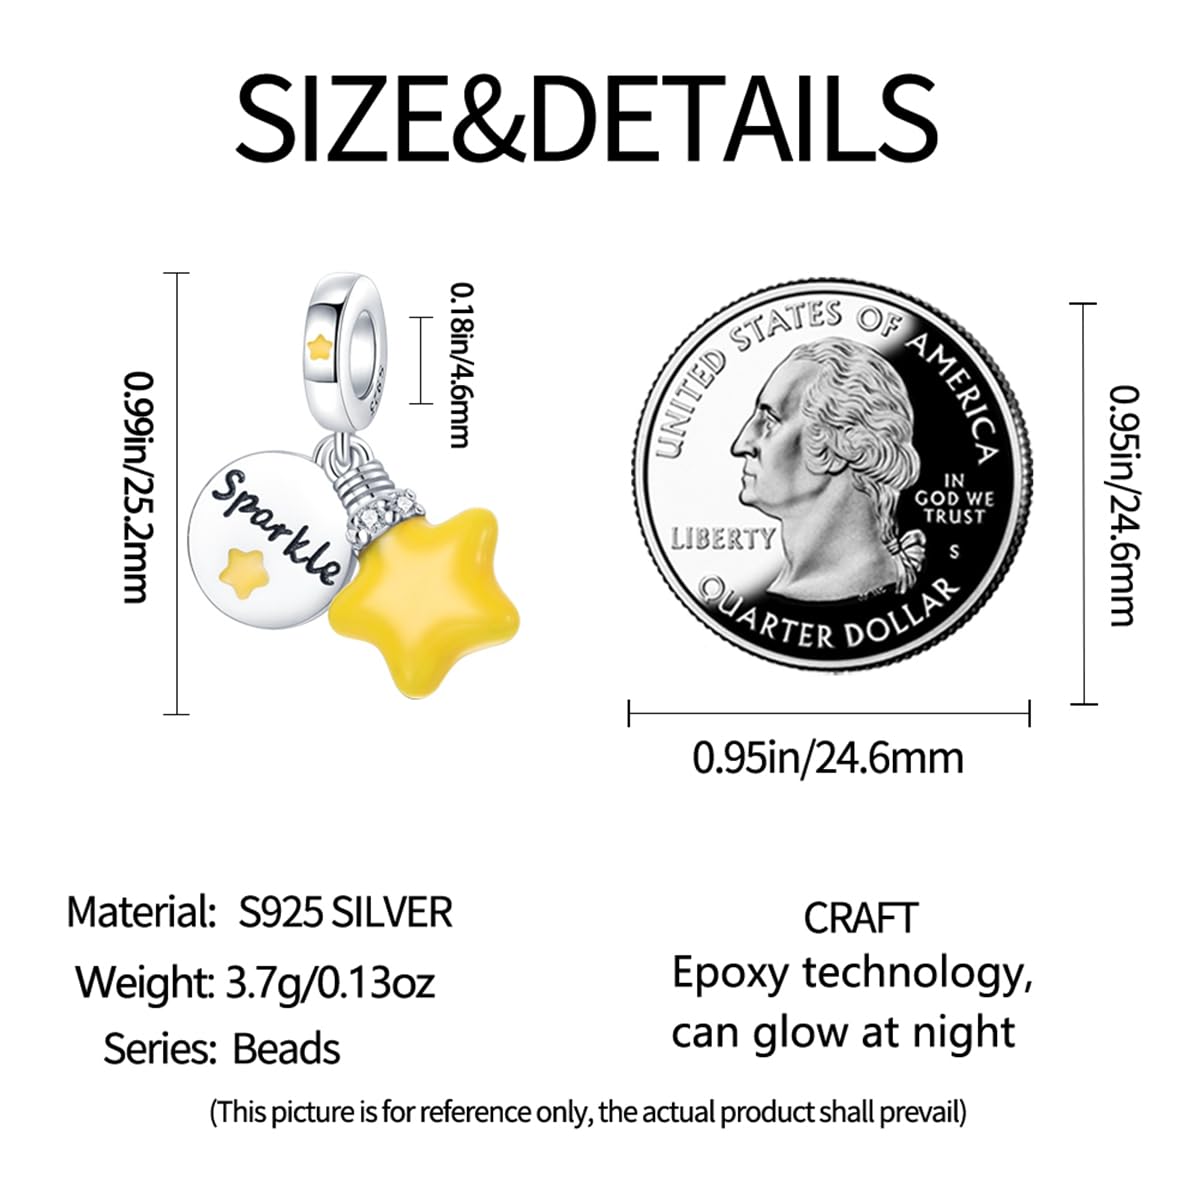 SIZE&DETAILS
0.99in/25.2mm
0.18in/4.6mm
Sparkle
UNITED STATES OF AMERICA
IN
GOD WE
TRUST
LIBERTY
S
QUARTER DOLLAR
0.95in/24.6mm
0.95in/24.6mm
Material: S925 SILVER
Weight: 3.7g/0.13oz
Series: Beads
CRAFT
Epoxy technology,
can glow at night
(This picture is for reference only, the actual product shall prevail)